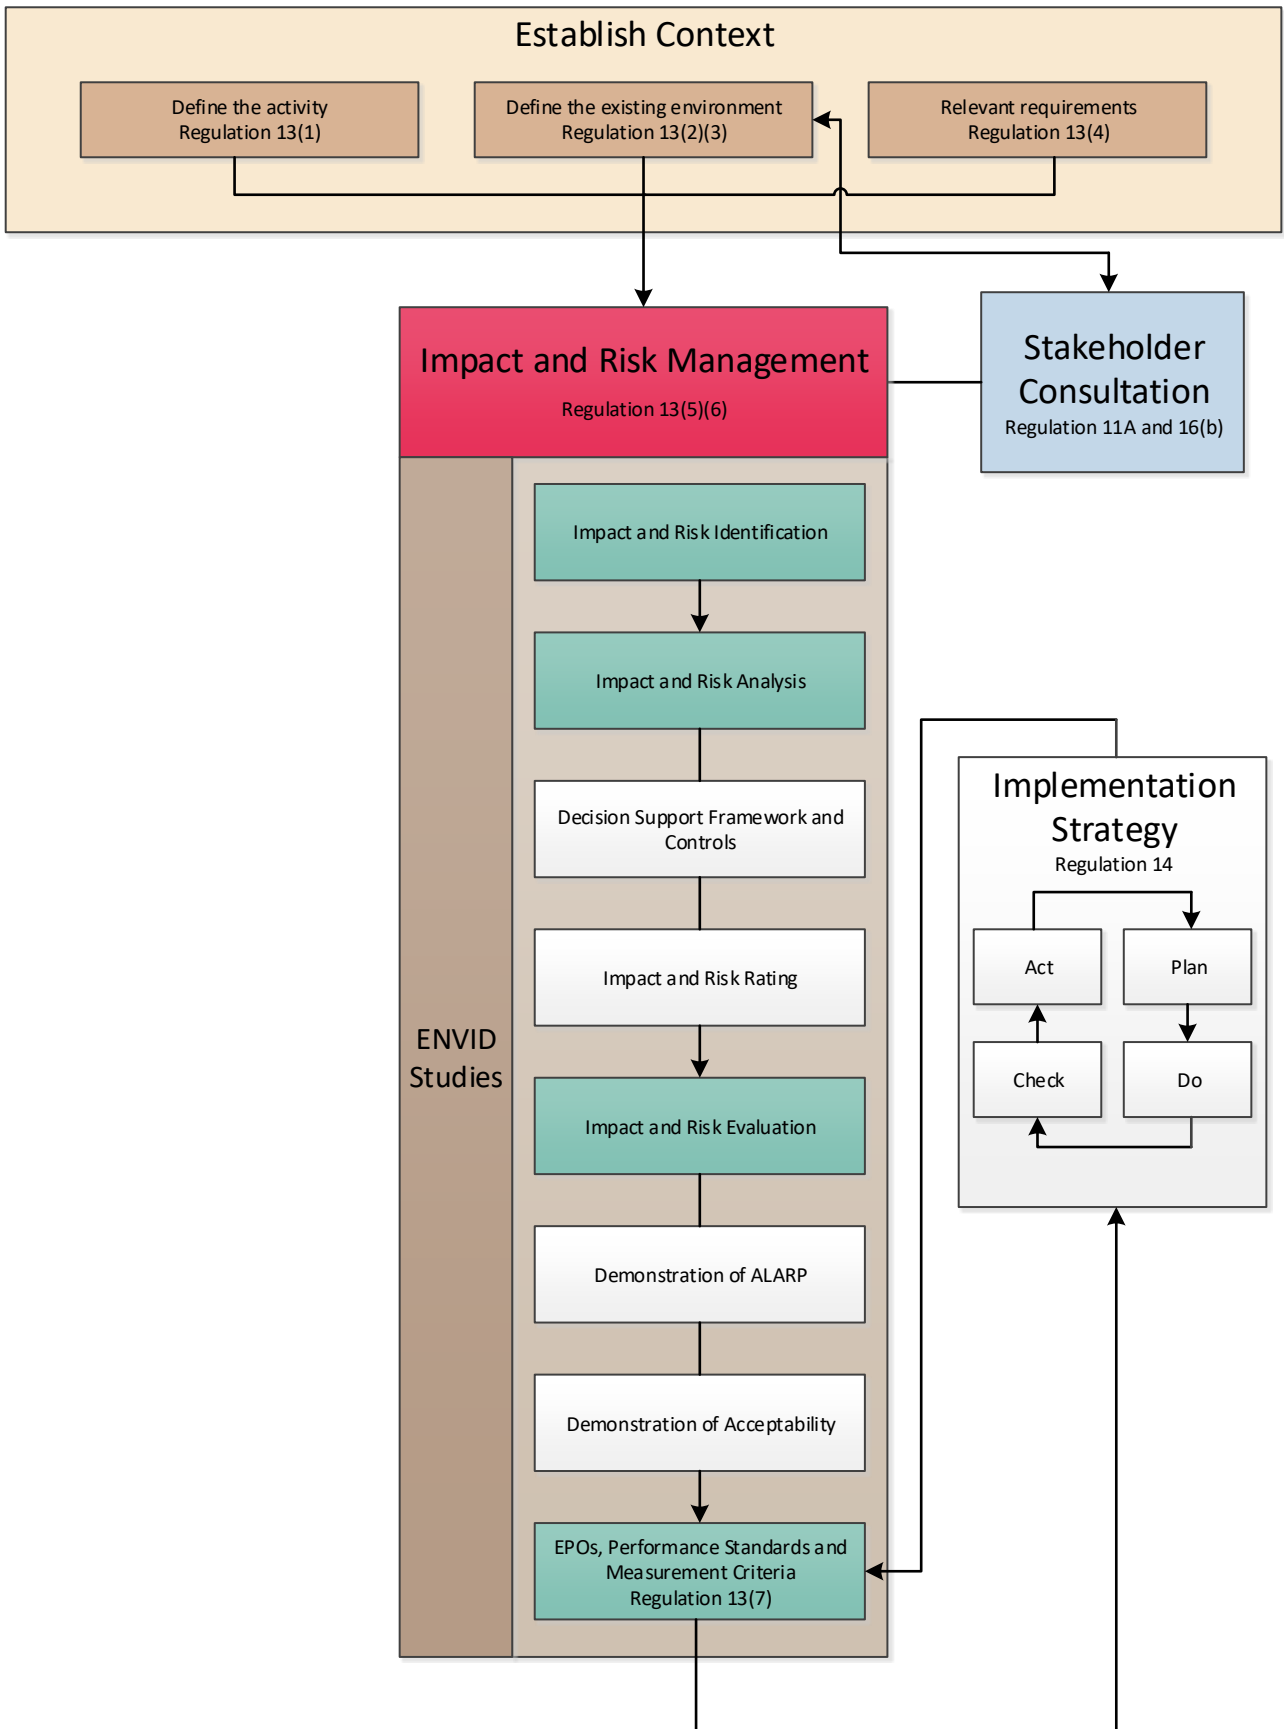 Establish Context
Define the activity
Regulation 13(1)
Define the existing environment
Regulation 13(2)(3)
Relevant requirements
Regulation 13(4)
Impact and Risk Management
Regulation 13(5)(6)
Stakeholder
Consultation
Regulation 11A and 16(b)
ENVID
Studies
Impact and Risk Identification
Impact and Risk Analysis
Decision Support Framework and
Controls
Impact and Risk Rating
Impact and Risk Evaluation
Demonstration of ALARP
Demonstration of Acceptability
EPOs, Performance Standards and
Measurement Criteria
Regulation 13(7)
Implementation
Strategy
Regulation 14
Act
Plan
Check
Do